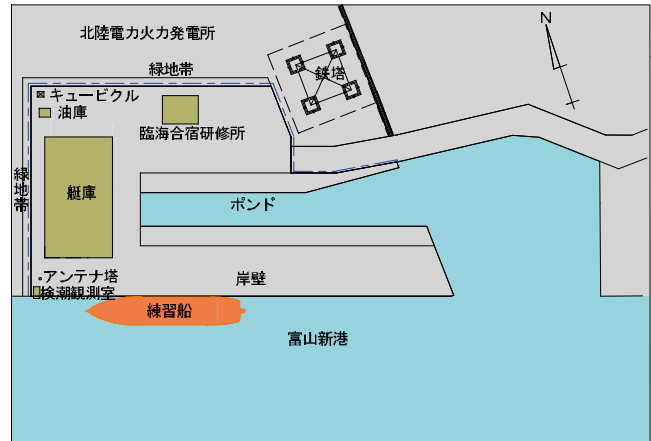 北陸電力火力発電所
N
緑地帯
鉄塔
キュービクル
油庫
臨海合宿研修所
緑地帯
艇庫
ポンド
アンテナ塔
検潮観測室
岸壁
練習船
富山新港